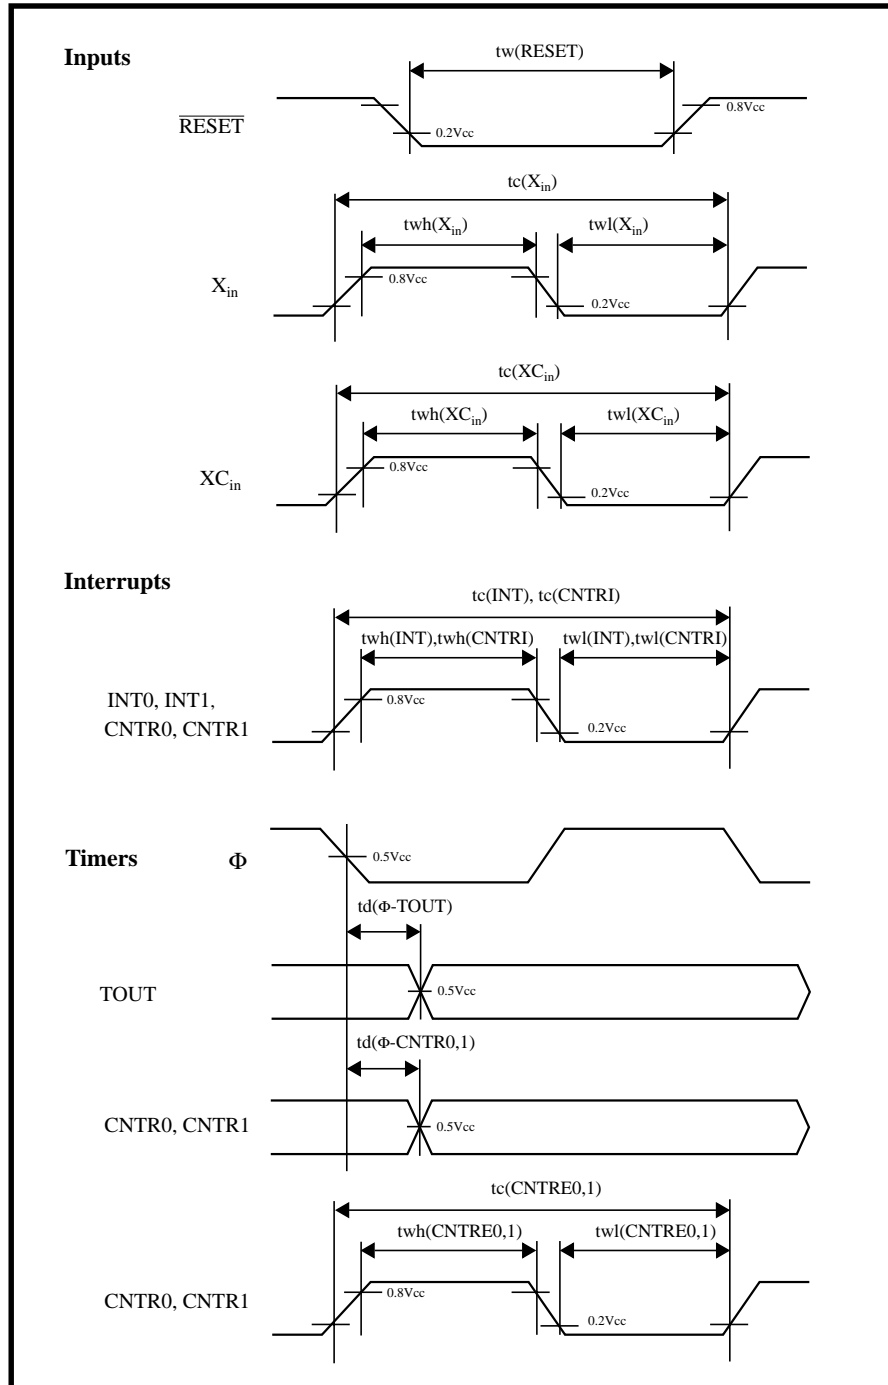 Inputs
tw(RESET)
RESET
0.2Vcc
0.8Vcc
tc(Xin)
twh(Xin)
twl(Xin)
Xin
0.8Vcc
0.2Vcc
tc(XCin)
twh(XCin)
twl(XCin)
XCin
0.8Vcc
0.2Vcc
Interrupts
tc(INT), tc(CNTRI)
twh(INT),twh(CNTRI)
twl(INT),twl(CNTRI)
INT0, INT1,
CNTR0, CNTR1
0.8Vcc
0.2Vcc
Timers
Φ
0.5Vcc
td(Φ-TOUT)
TOUT
0.5Vcc
td(Φ-CNTR0,1)
CNTR0, CNTR1
0.5Vcc
tc(CNTRE0,1)
twh(CNTRE0,1)
twl(CNTRE0,1)
CNTR0, CNTR1
0.8Vcc
0.2Vcc